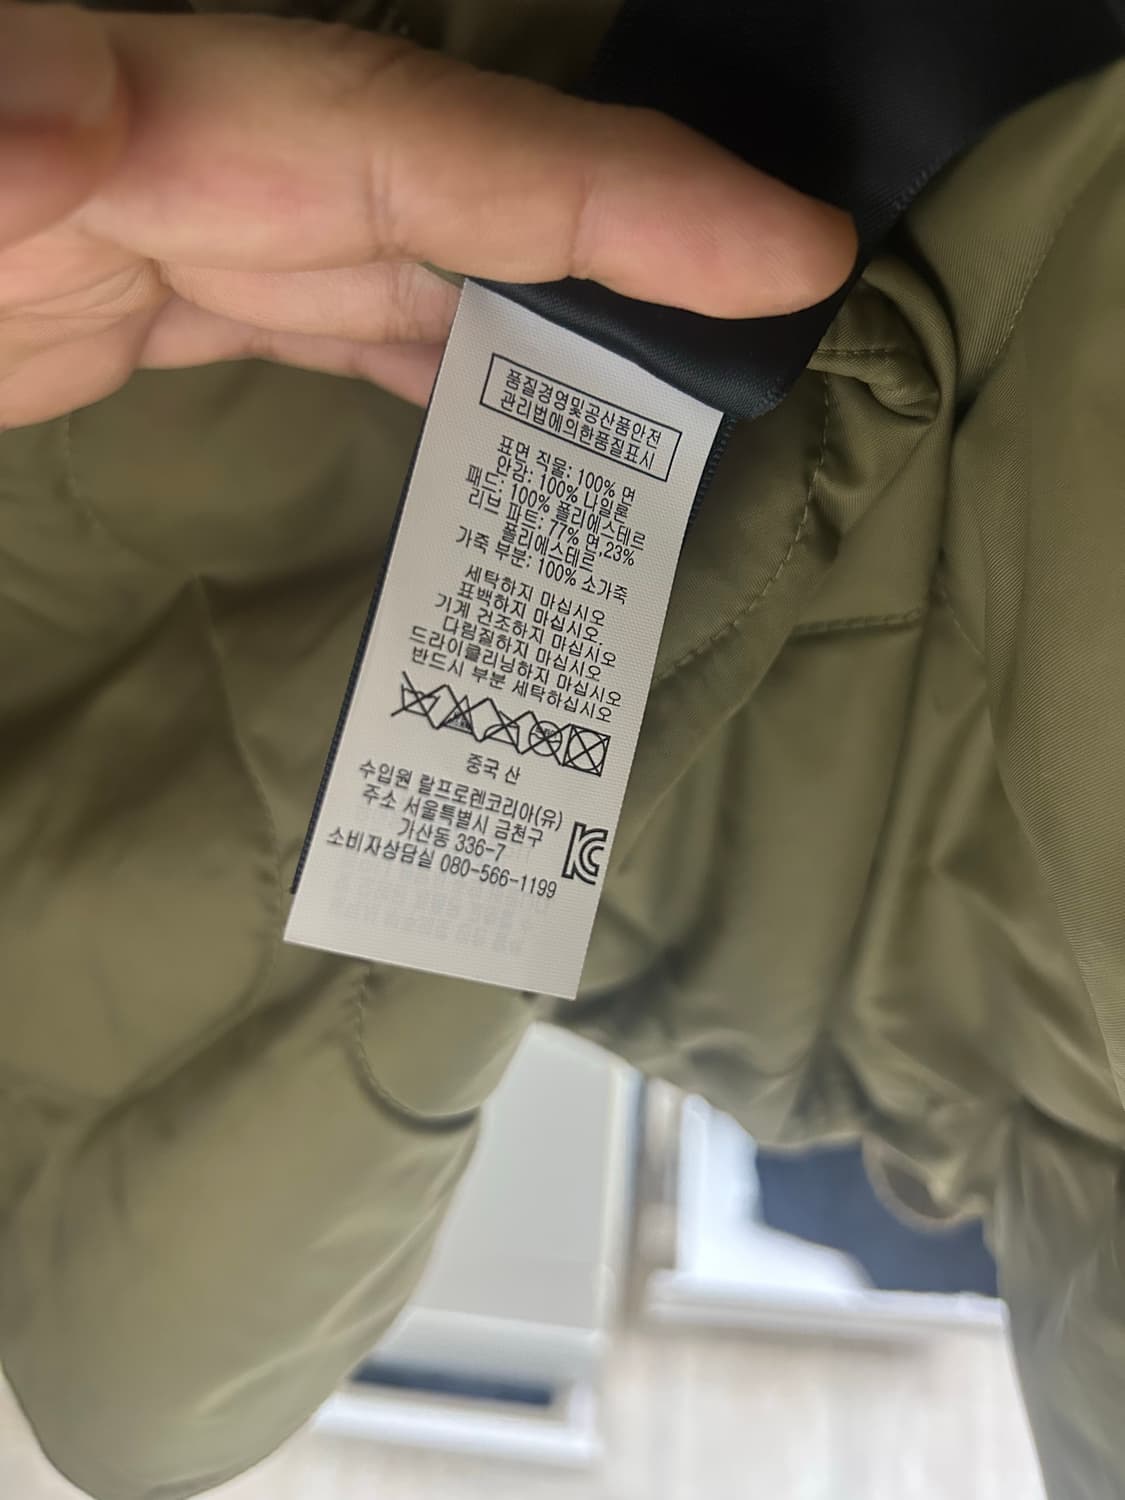 품질경영및공산품안전
관리법에의한품질표시
표면 직물: 100% 면
안감: 100% 나일론
패드: 100% 폴리에스테르
리브 파트: 77% 면,23%
폴리에스테르
가죽 부분: 100% 소가죽
세탁하지 마십시오
표백하지 마십시오.
기계 건조하지 마십시오
다림질하지 마십시오
드라이클리닝하지 마십시오
반드시 부분 세탁하십시오
중국 산
수입원 랄프로렌코리아(유)
주소 서울특별시 금천구
가산동 336-7
소비자상담실 080-566-1199